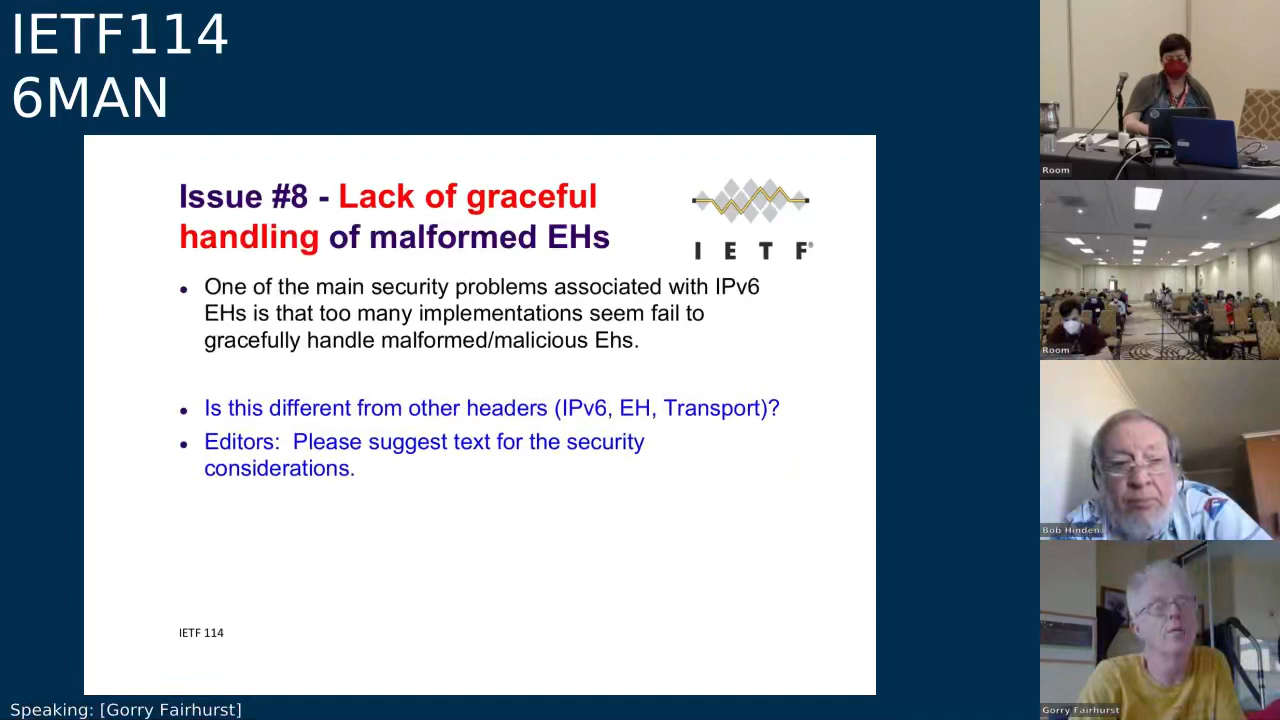 IETF114
6MAN
Issue #8 - Lack of graceful
handling of malformed EHs
I E T F®
• One of the main security problems associated with IPv6
EHs is that too many implementations seem fail to
gracefully handle malformed/malicious Ehs.
• Is this different from other headers (IPv6, EH, Transport)?
• Editors:  Please suggest text for the security
considerations.
IETF 114
Room
Room
Bob Hinden
Gorry Fairhurst
Speaking: [Gorry Fairhurst]